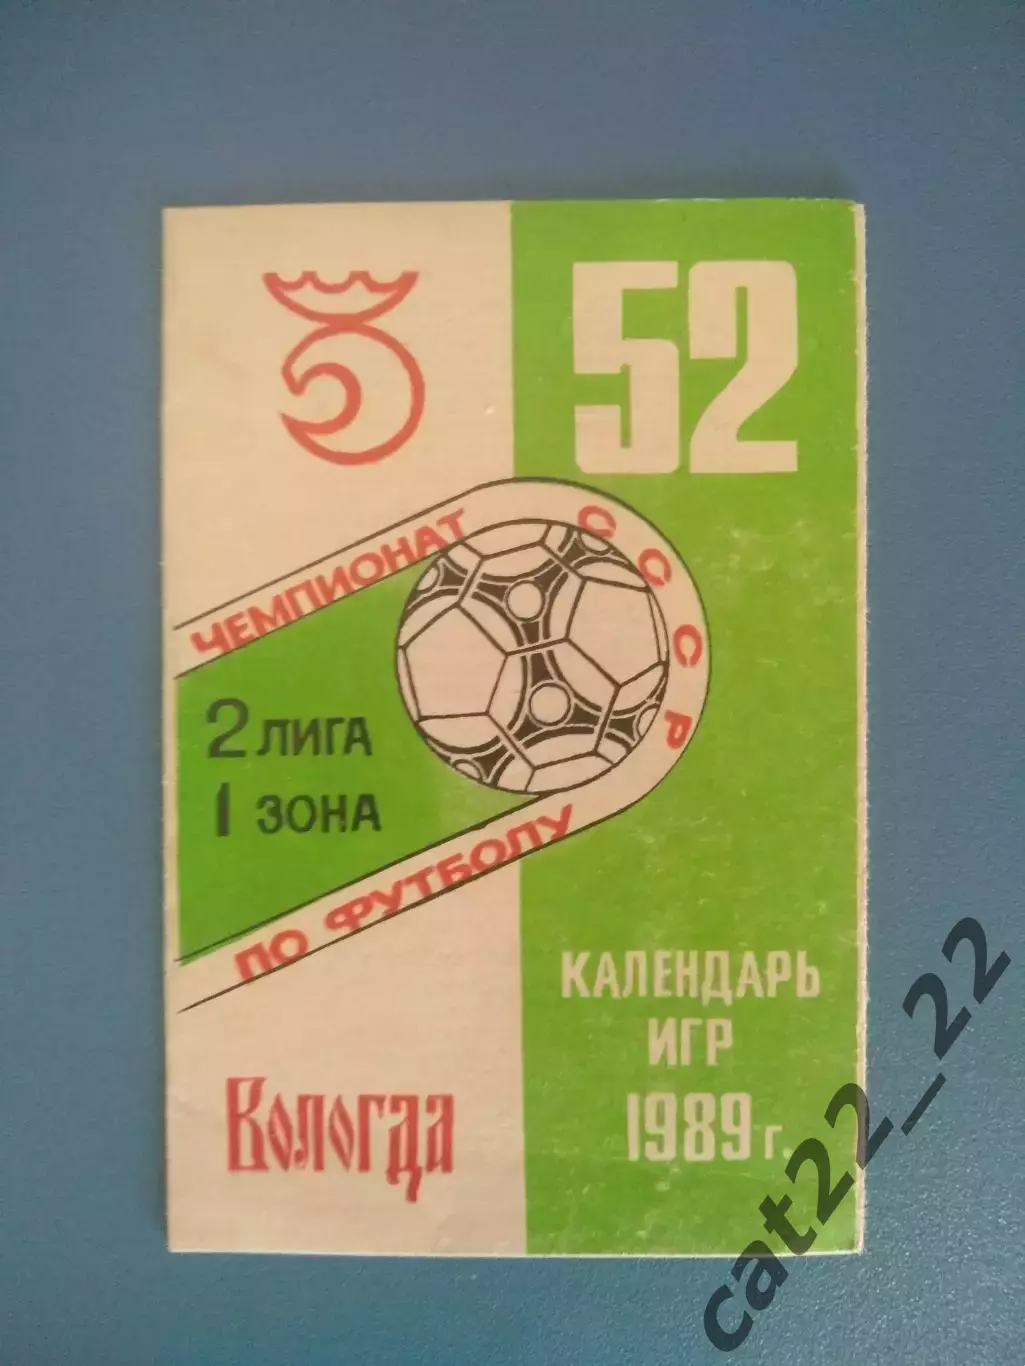 52
ЧЕМПИОНАТ СССР
2 ЛИГА
1 ЗОНА
ПО ФУТБОЛУ
КАЛЕНДАРЬ
ИГР
1989 г.
Вологда
cat22_22